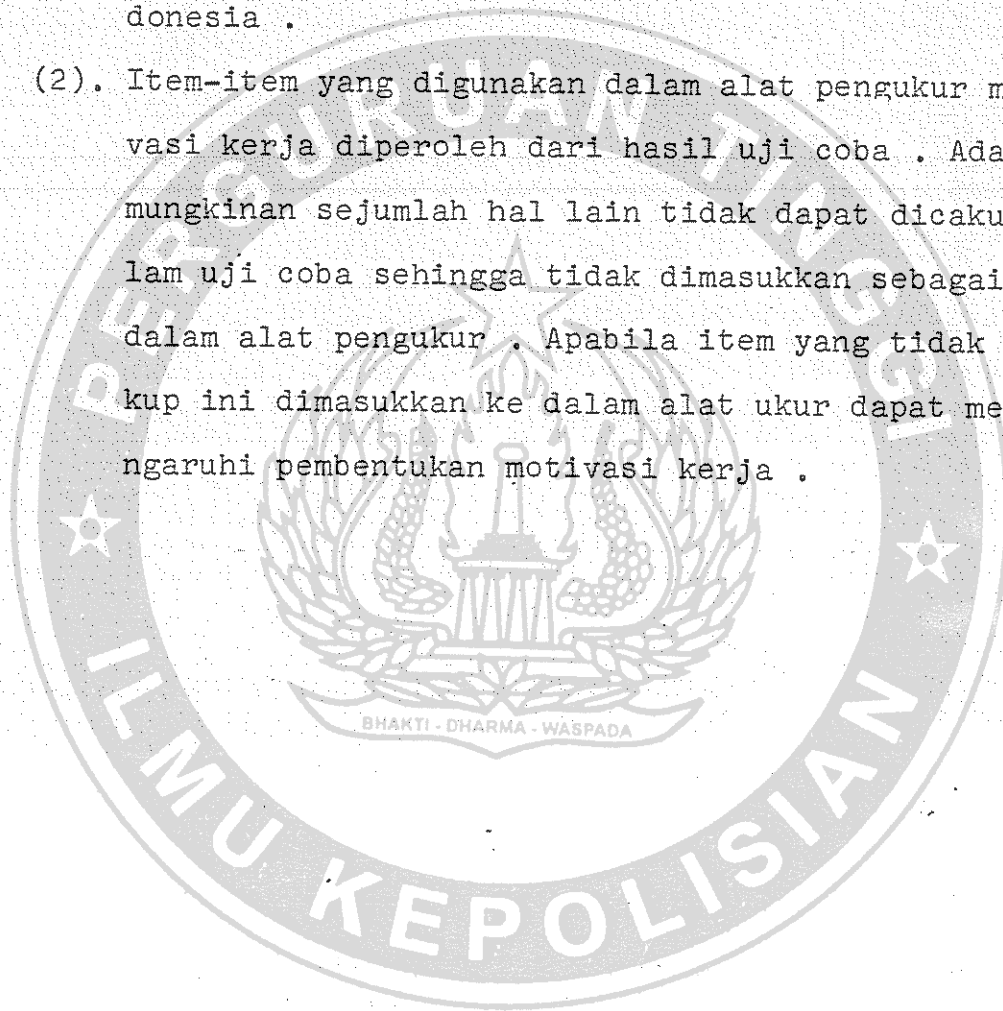 donesia .
(2). Item-item yang digunakan dalam alat pengukur m
vasi kerja diperoleh dari hasil uji coba . Ada
mungkinan sejumlah hal lain tidak dapat dicaku
lam uji coba sehingga tidak dimasukkan sebagai
dalam alat pengukur . Apabila item yang tidak
kup ini dimasukkan ke dalam alat ukur dapat me
ngaruhi pembentukan motivasi kerja .
PERGURUAN TINGGI
BHAKTI - DHARMA - WASPADA
ILMU KEPOLISIAN